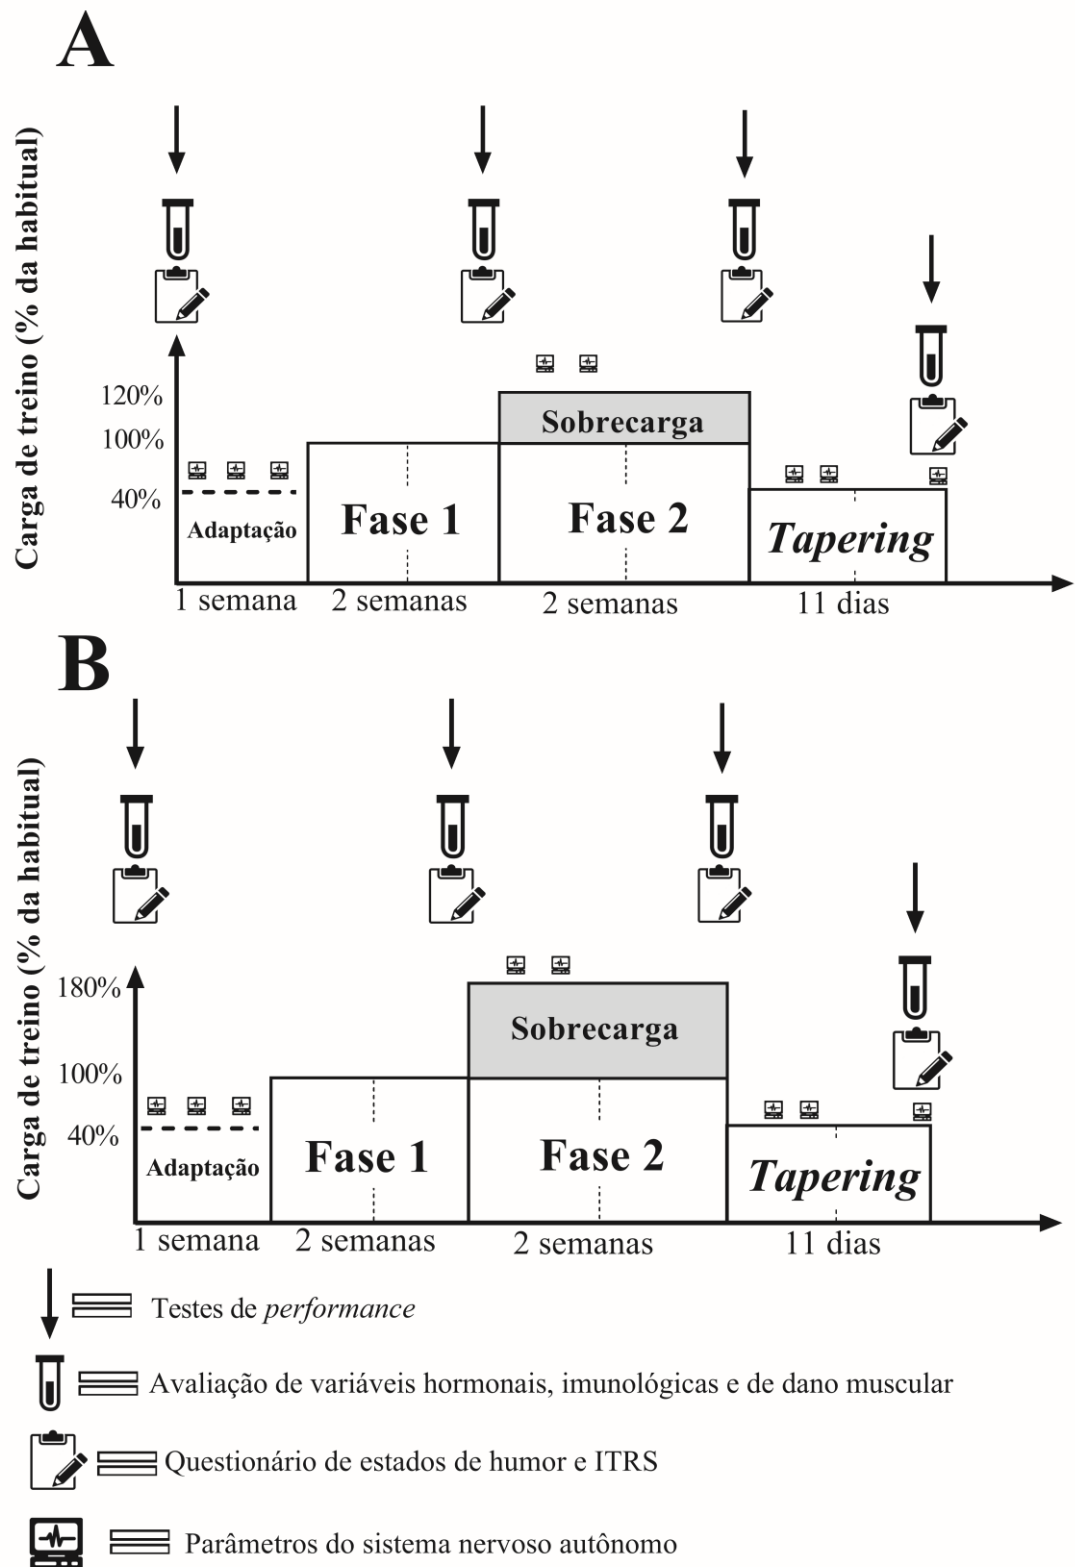 A
Carga de treino (% da habitual)
120%
Sobrecarga
100%
40%
Adaptação
Fase 1
Fase 2
Tapering
1 semana
2 semanas
2 semanas
11 dias
B
Carga de treino (% da habitual)
180%
Sobrecarga
100%
40%
Adaptação
Fase 1
Fase 2
Tapering
1 semana
2 semanas
2 semanas
11 dias
Testes de performance
Avaliação de variáveis hormonais, imunológicas e de dano muscular
Questionário de estados de humor e ITRS
Parâmetros do sistema nervoso autônomo